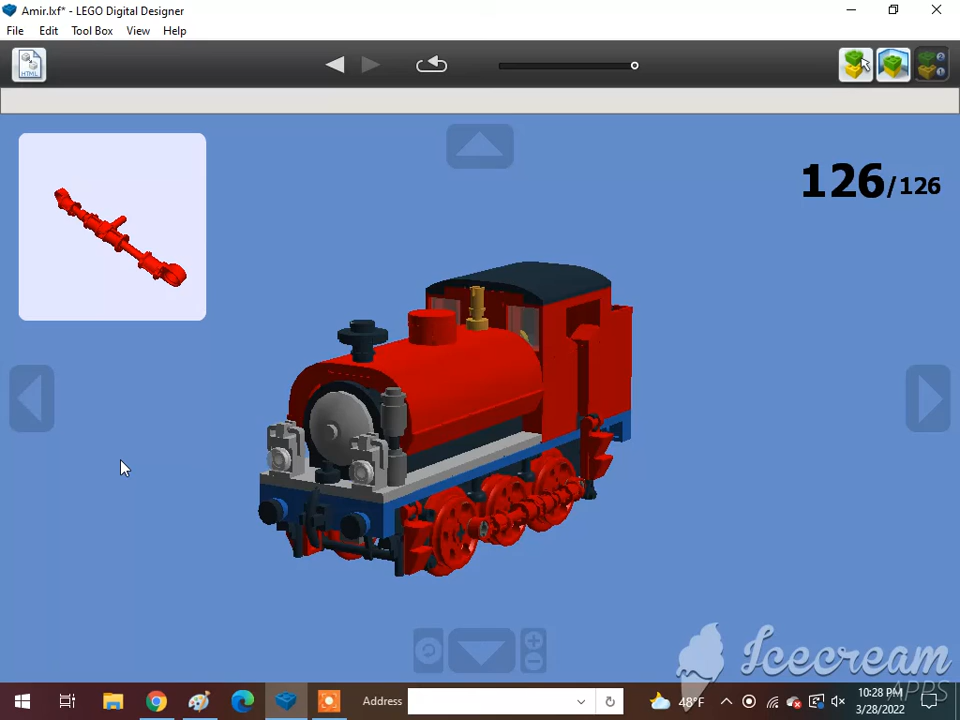 Amir.lxf* - LEGO Digital Designer
File Edit Tool Box View Help
HTML
126/126
Icecream
APPS
Address
48°F
10:28 PM
3/28/2022